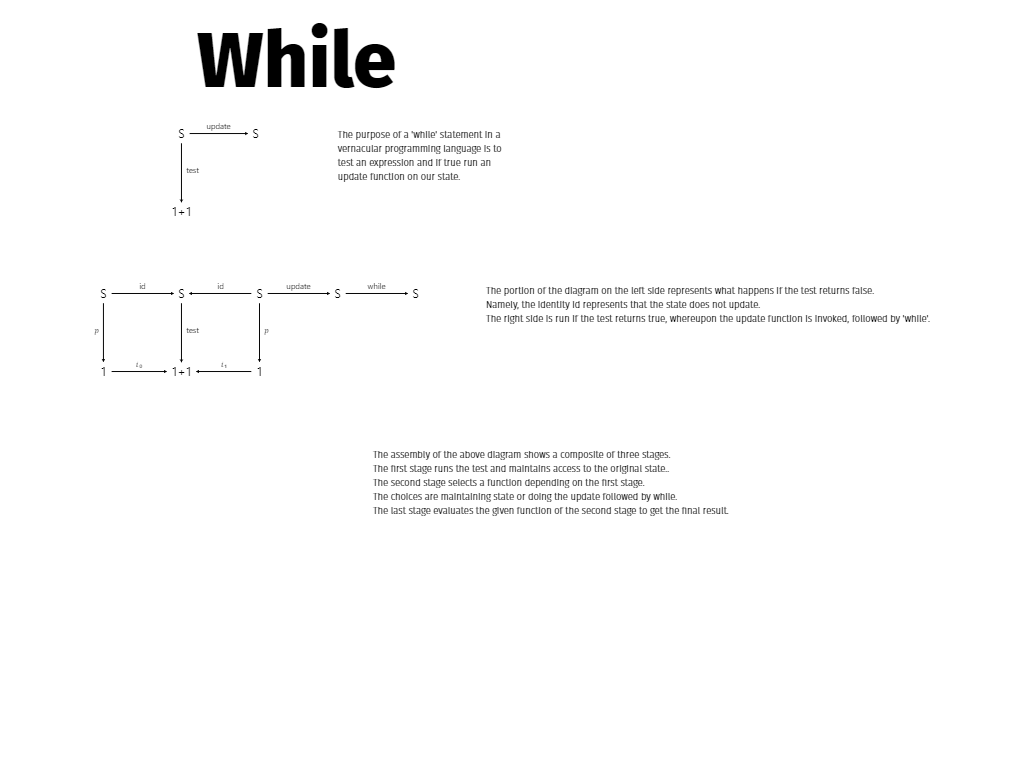 While
S update S
test
1+1
The purpose of a 'while' statement in a
vernacular programming language is to
test an expression and if true run an
update function on our state.
S id S id S update S while S
p test p
1 ι₀ 1+1 ι₁ 1
The portion of the diagram on the left side represents what happens if the test returns false.
Namely, the identity id represents that the state does not update.
The right side is run if the test returns true, whereupon the update function is invoked, followed by 'while'.
The assembly of the above diagram shows a composite of three stages.
The first stage runs the test and maintains access to the original state..
The second stage selects a function depending on the first stage.
The choices are maintaining state or doing the update followed by while.
The last stage evaluates the given function of the second stage to get the final result.